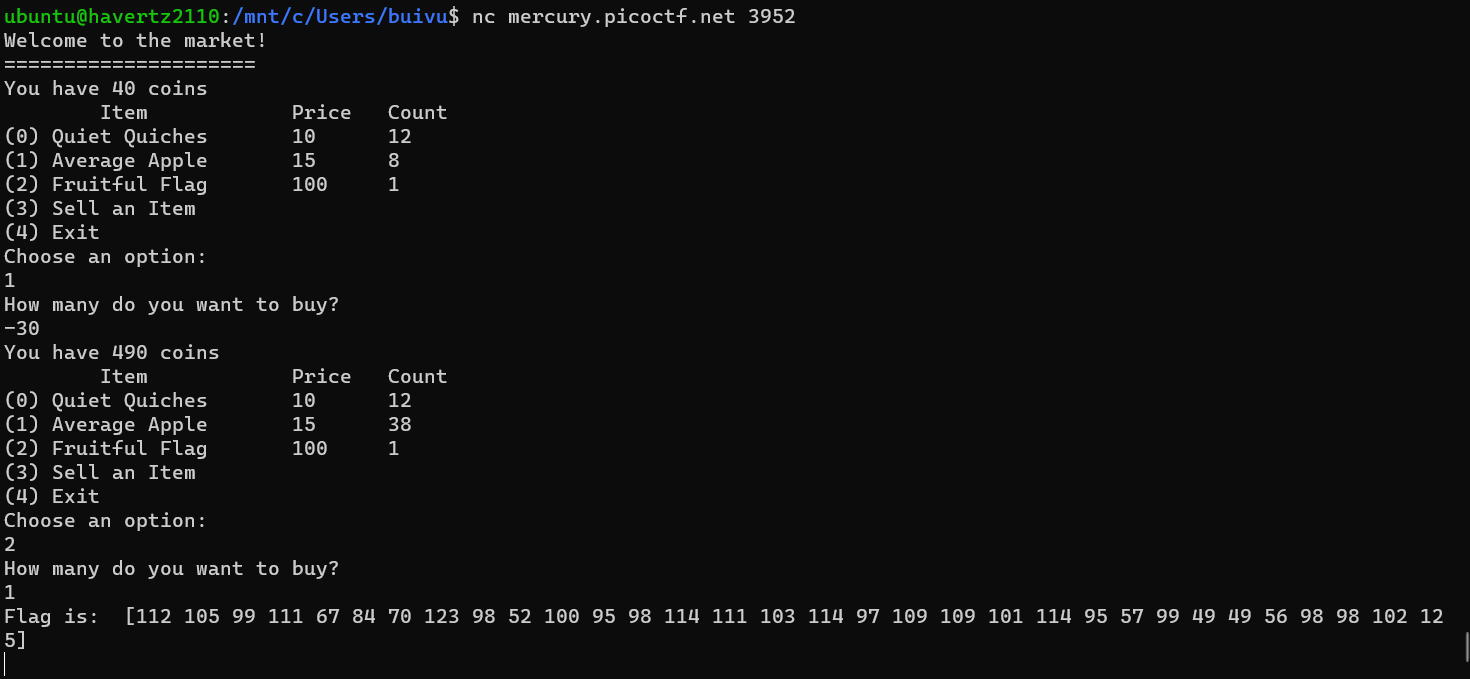 ubuntu@havertz2110:/mnt/c/Users/buivu$ nc mercury.picoctf.net 3952
Welcome to the market!
=====================
You have 40 coins
        Item            Price   Count
(0) Quiet Quiches       10      12
(1) Average Apple       15      8
(2) Fruitful Flag       100     1
(3) Sell an Item
(4) Exit
Choose an option:
1
How many do you want to buy?
-30
You have 490 coins
        Item            Price   Count
(0) Quiet Quiches       10      12
(1) Average Apple       15      38
(2) Fruitful Flag       100     1
(3) Sell an Item
(4) Exit
Choose an option:
2
How many do you want to buy?
1
Flag is:  [112 105 99 111 67 84 70 123 98 52 100 95 98 114 111 103 114 97 109 109 101 114 95 57 99 49 49 56 98 98 102 12
5]